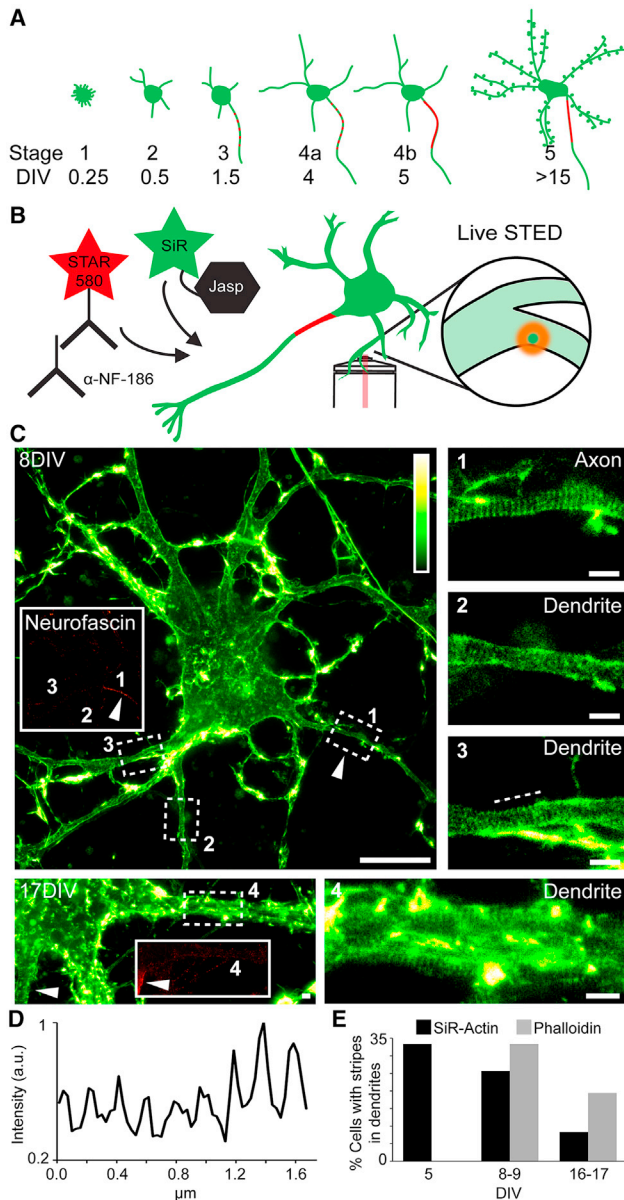 A
Stage 1 2 3 4a 4b 5
DIV 0.25 0.5 1.5 4 5 >15
B
STAR
580
SiR
Jasp
α-NF-186
Live STED
C
8DIV
Neurofascin
1
3
2
1
3
2
1 Axon
2 Dendrite
3 Dendrite
17DIV
4
4
4 Dendrite
D
Intensity (a.u.)
1
0.2
0.0 0.4 0.8 1.2 1.6
µm
E
SiR-Actin Phalloidin
% Cells with stripes
in dendrites
35
0
5 8-9 16-17
DIV